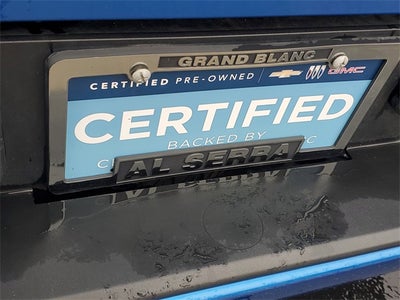 GRAND BLANC
CERTIFIED PRE-OWNED GMC
CERTIFIED
BACKED BY
AL SERRA